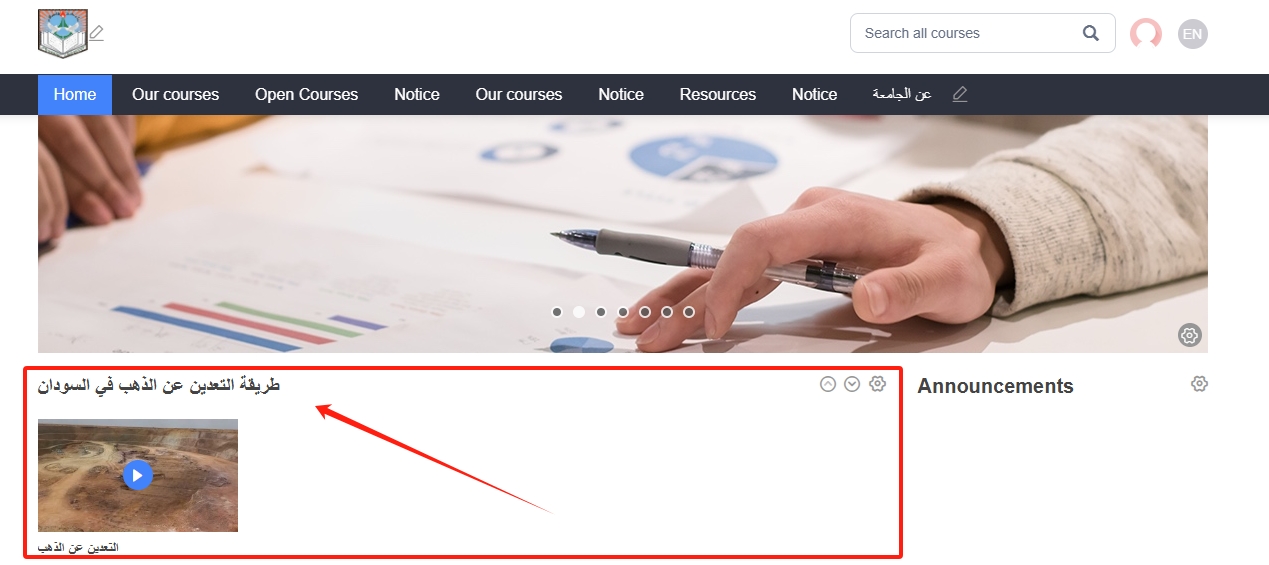 Search all courses
EN
Home Our courses Open Courses Notice Our courses Notice Resources Notice عن الجامعة
طريقة التعدين عن الذهب في السودان
Announcements
التعدين عن الذهب